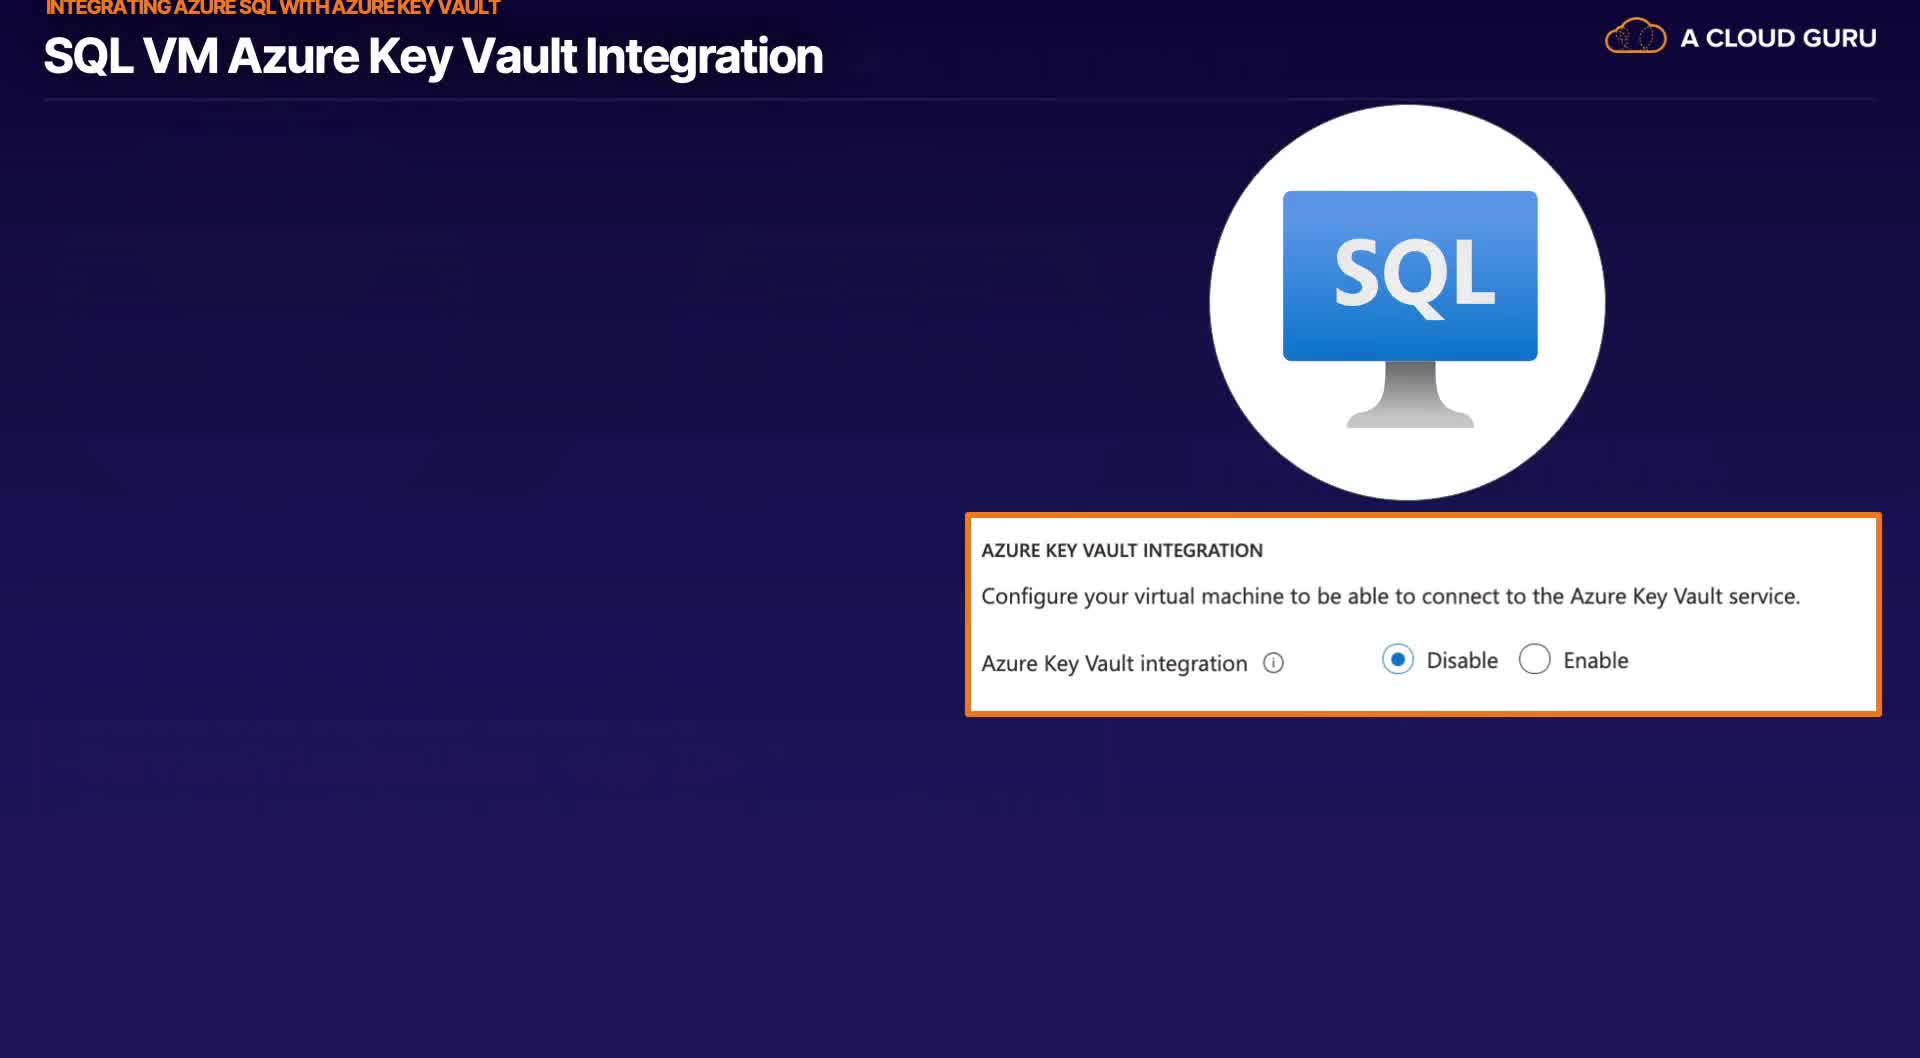 INTEGRATING AZURE SQL WITH AZURE KEY VAULT
SQL VM Azure Key Vault Integration
A CLOUD GURU
SQL
AZURE KEY VAULT INTEGRATION
Configure your virtual machine to be able to connect to the Azure Key Vault service.
Azure Key Vault integration Disable Enable